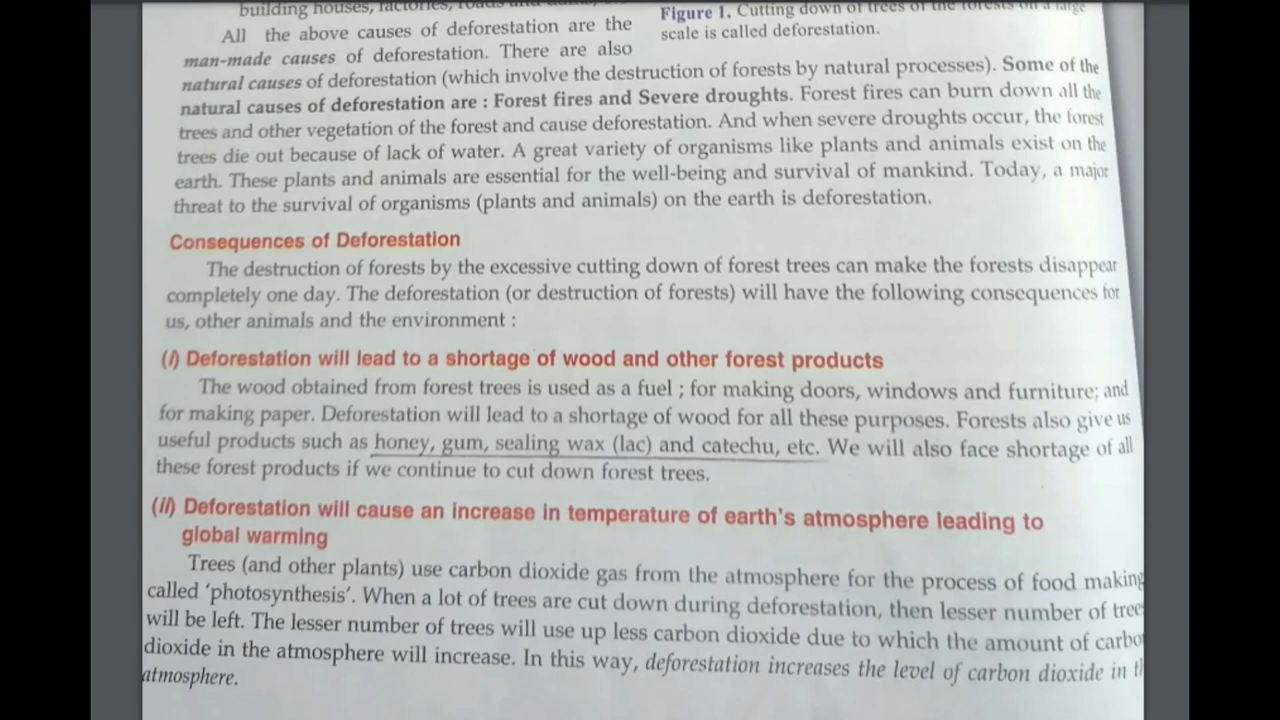 building houses, factories, roads and
Figure 1. Cutting down of trees of the forests on a large
scale is called deforestation.
All the above causes of deforestation are the
man-made causes of deforestation. There are also
natural causes of deforestation (which involve the destruction of forests by natural processes). Some of the
natural causes of deforestation are : Forest fires and Severe droughts. Forest fires can burn down all the
trees and other vegetation of the forest and cause deforestation. And when severe droughts occur, the forest
trees die out because of lack of water. A great variety of organisms like plants and animals exist on the
earth. These plants and animals are essential for the well-being and survival of mankind. Today, a major
threat to the survival of organisms (plants and animals) on the earth is deforestation.
Consequences of Deforestation
The destruction of forests by the excessive cutting down of forest trees can make the forests disappear
completely one day. The deforestation (or destruction of forests) will have the following consequences for
us, other animals and the environment :
(i) Deforestation will lead to a shortage of wood and other forest products
The wood obtained from forest trees is used as a fuel ; for making doors, windows and furniture; and
for making paper. Deforestation will lead to a shortage of wood for all these purposes. Forests also give us
useful products such as honey, gum, sealing wax (lac) and catechu, etc. We will also face shortage of all
these forest products if we continue to cut down forest trees.
(ii) Deforestation will cause an increase in temperature of earth's atmosphere leading to
global warming
Trees (and other plants) use carbon dioxide gas from the atmosphere for the process of food making
called 'photosynthesis'. When a lot of trees are cut down during deforestation, then lesser number of tree
will be left. The lesser number of trees will use up less carbon dioxide due to which the amount of carbo
dioxide in the atmosphere will increase. In this way, deforestation increases the level of carbon dioxide in t
atmosphere.